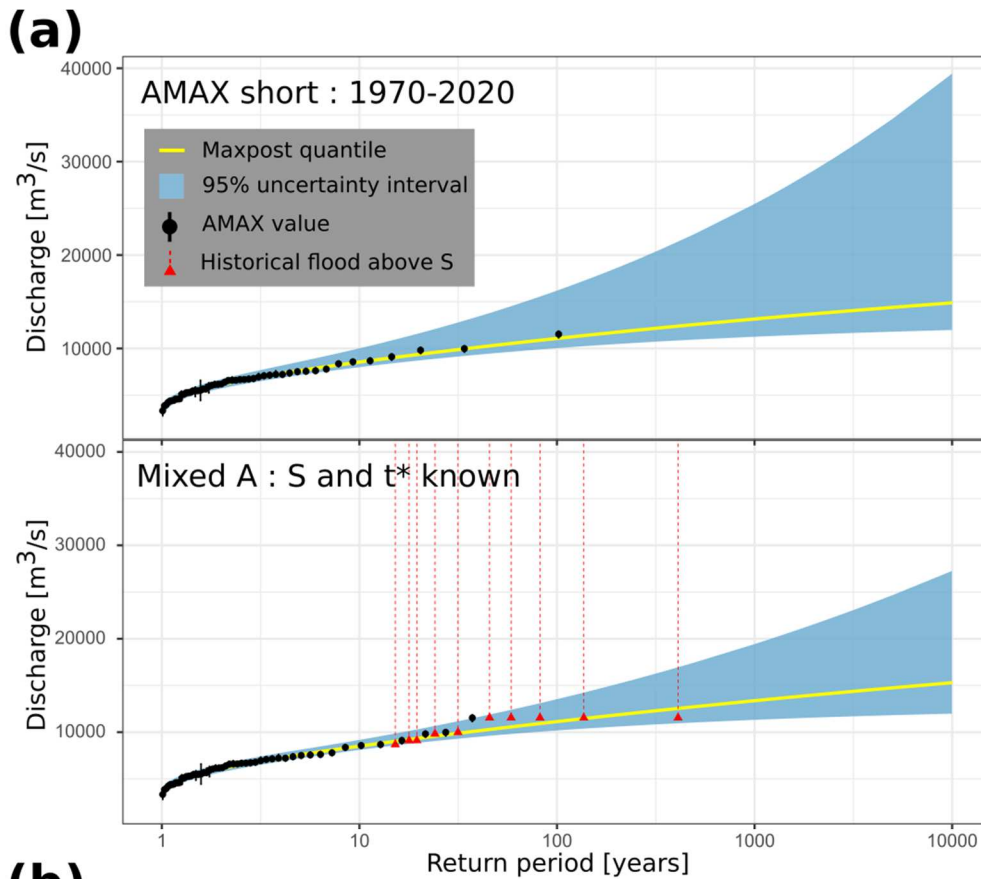 (a)
40000
30000
20000
10000
Discharge [m³/s]
AMAX short : 1970-2020
Maxpost quantile
95% uncertainty interval
AMAX value
Historical flood above S
40000
30000
20000
10000
0
Discharge [m³/s]
Mixed A : S and t* known
1 10 100 1000 10000
Return period [years]
(b)